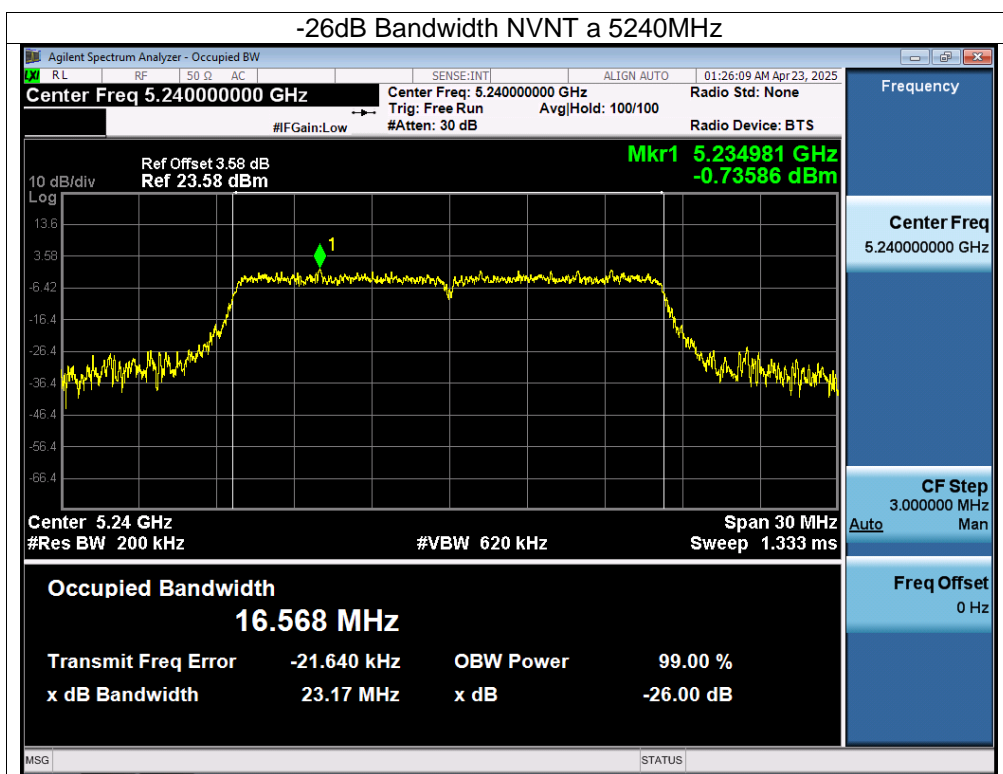 -26dB Bandwidth NVNT a 5240MHz
Agilent Spectrum Analyzer - Occupied BW
LXI RL RF 50 Ω AC SENSE:INT ALIGN AUTO 01:26:09 AM Apr 23, 2025
Center Freq 5.240000000 GHz
Center Freq: 5.240000000 GHz
Radio Std: None
Trig: Free Run Avg|Hold: 100/100
#IFGain:Low #Atten: 30 dB Radio Device: BTS
Frequency
Mkr1 5.234981 GHz
-0.73586 dBm
Ref Offset 3.58 dB
10 dB/div Ref 23.58 dBm
Log
13.6
3.58
-6.42
-16.4
-26.4
-36.4
-46.4
-56.4
-66.4
1
Center Freq
5.240000000 GHz
Center 5.24 GHz Span 30 MHz
#Res BW 200 kHz #VBW 620 kHz Sweep 1.333 ms
CF Step
3.000000 MHz
Auto Man
Freq Offset
0 Hz
Occupied Bandwidth
16.568 MHz
Transmit Freq Error -21.640 kHz OBW Power 99.00 %
x dB Bandwidth 23.17 MHz x dB -26.00 dB
MSG STATUS